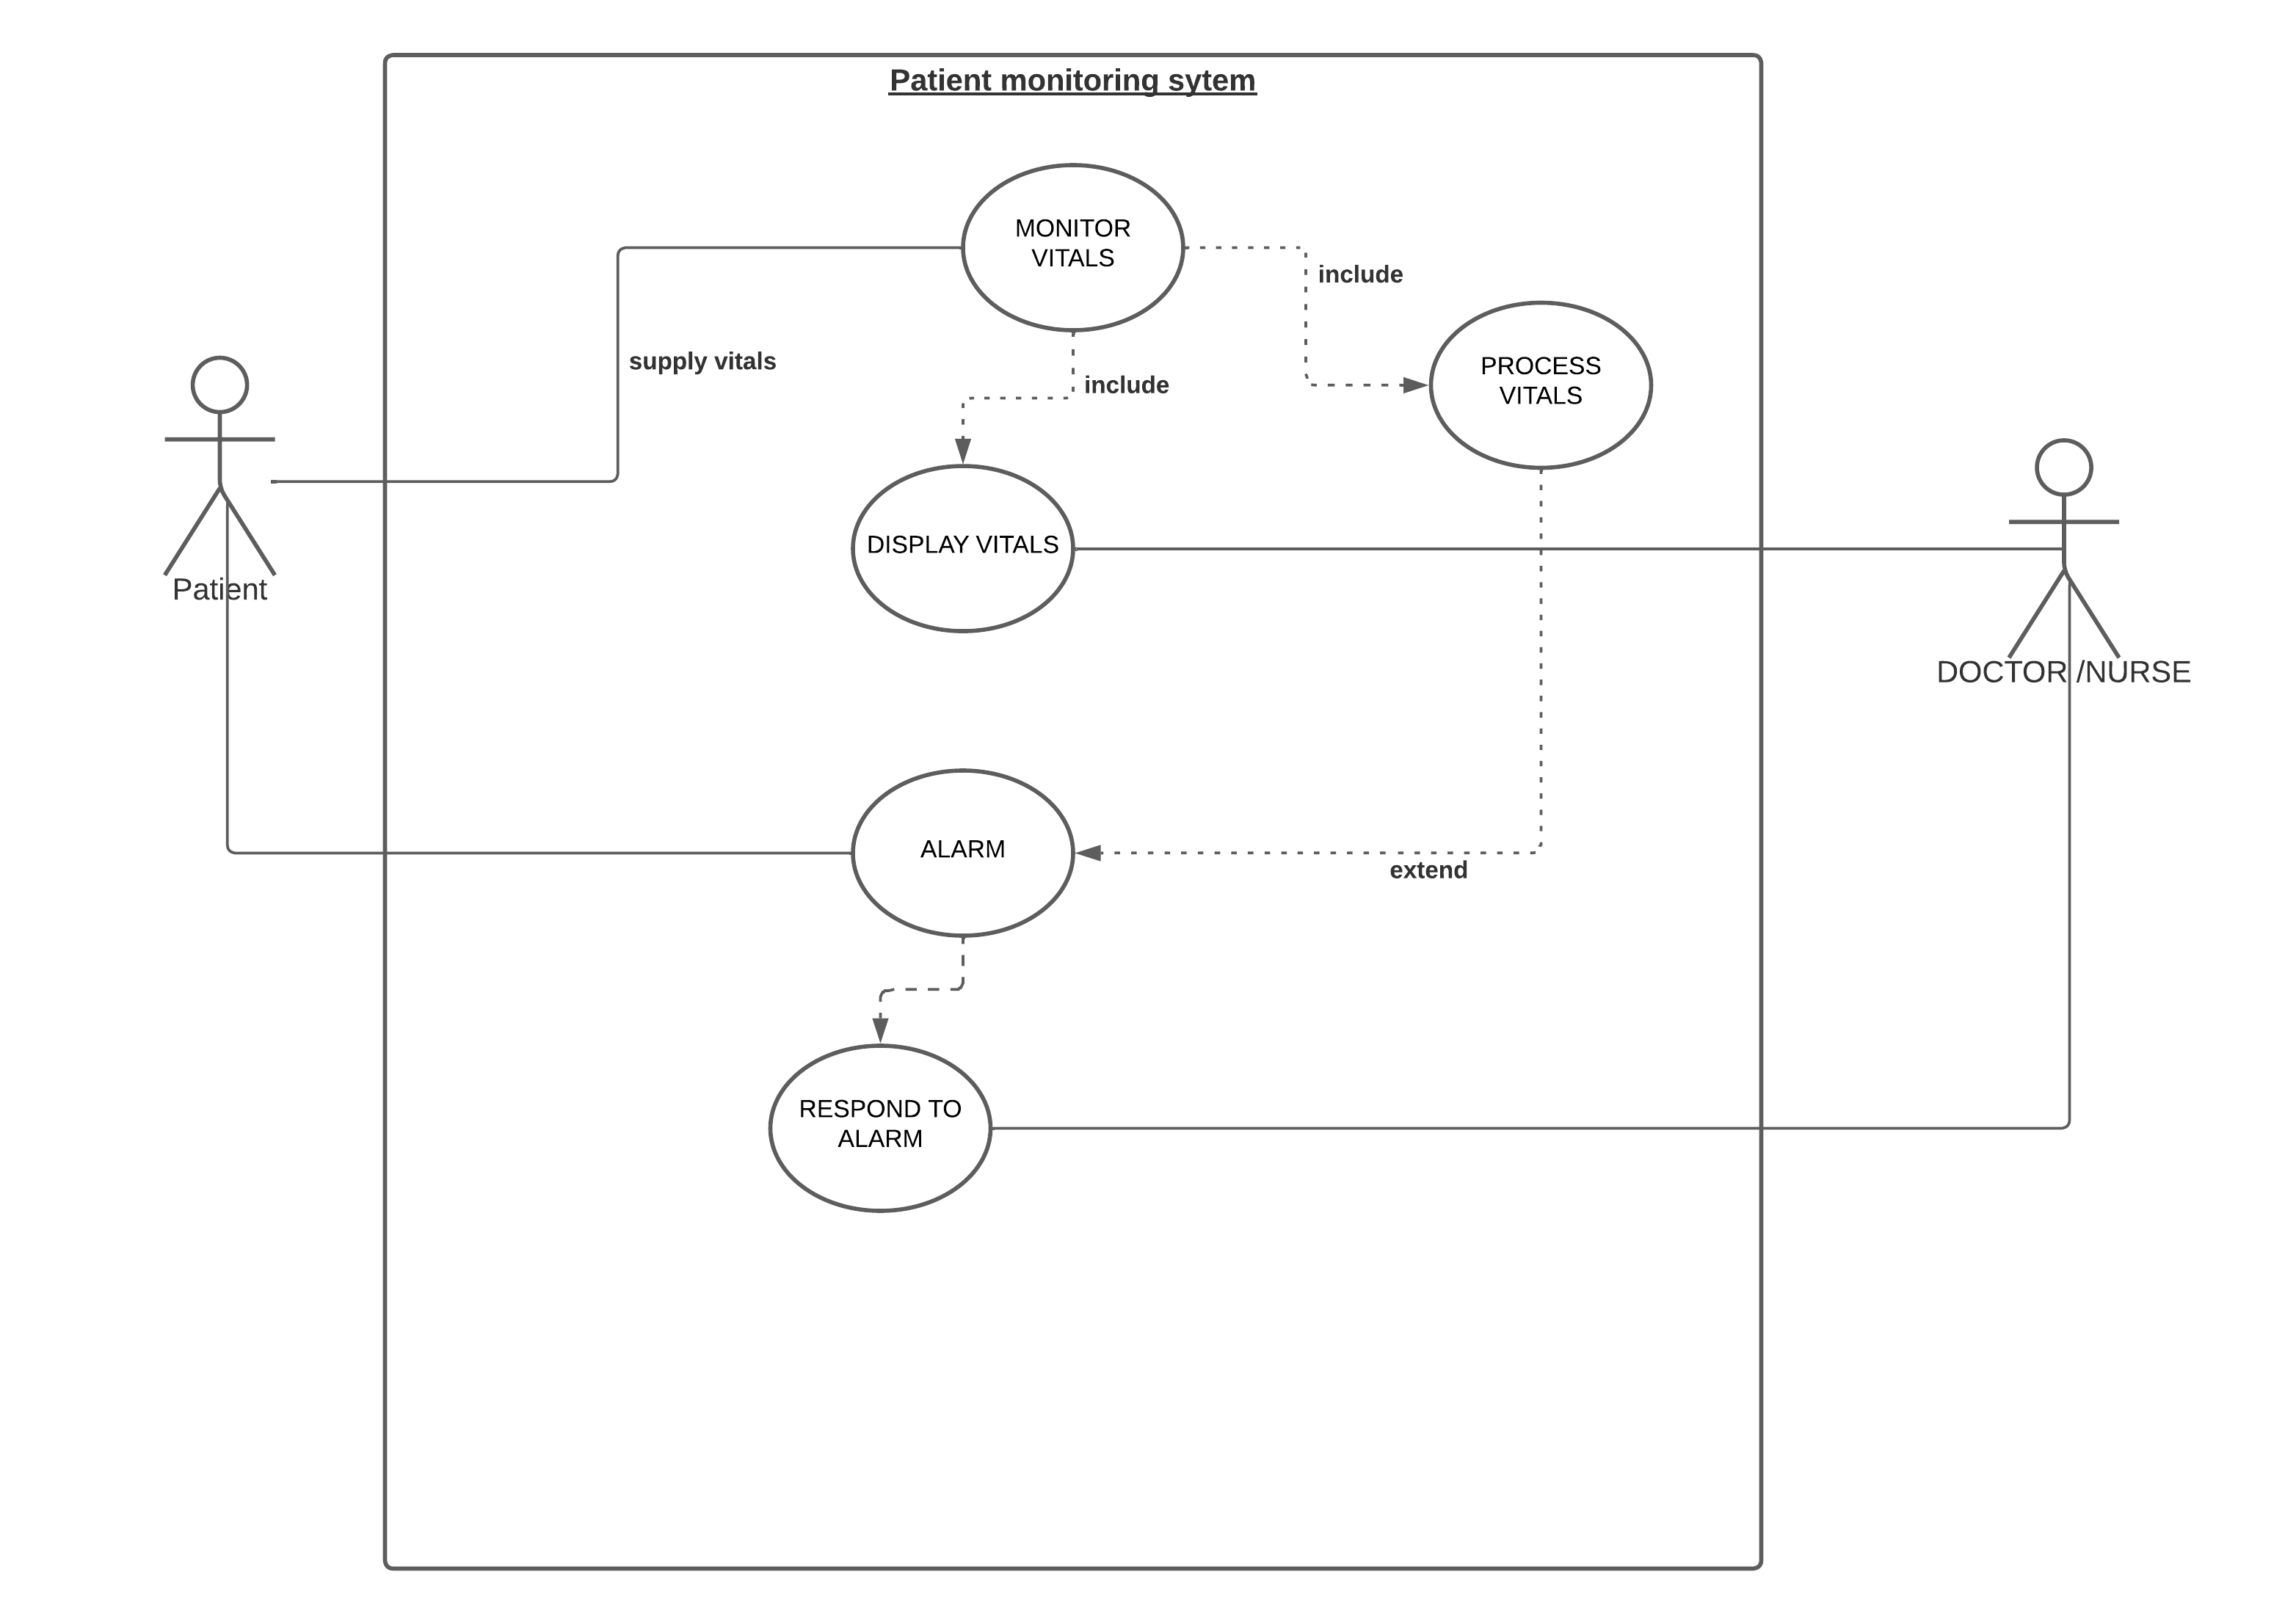 Patient monitoring sytem
MONITOR
VITALS
include
supply vitals
include
PROCESS
VITALS
DISPLAY VITALS
Patient
DOCTOR /NURSE
ALARM
extend
RESPOND TO
ALARM